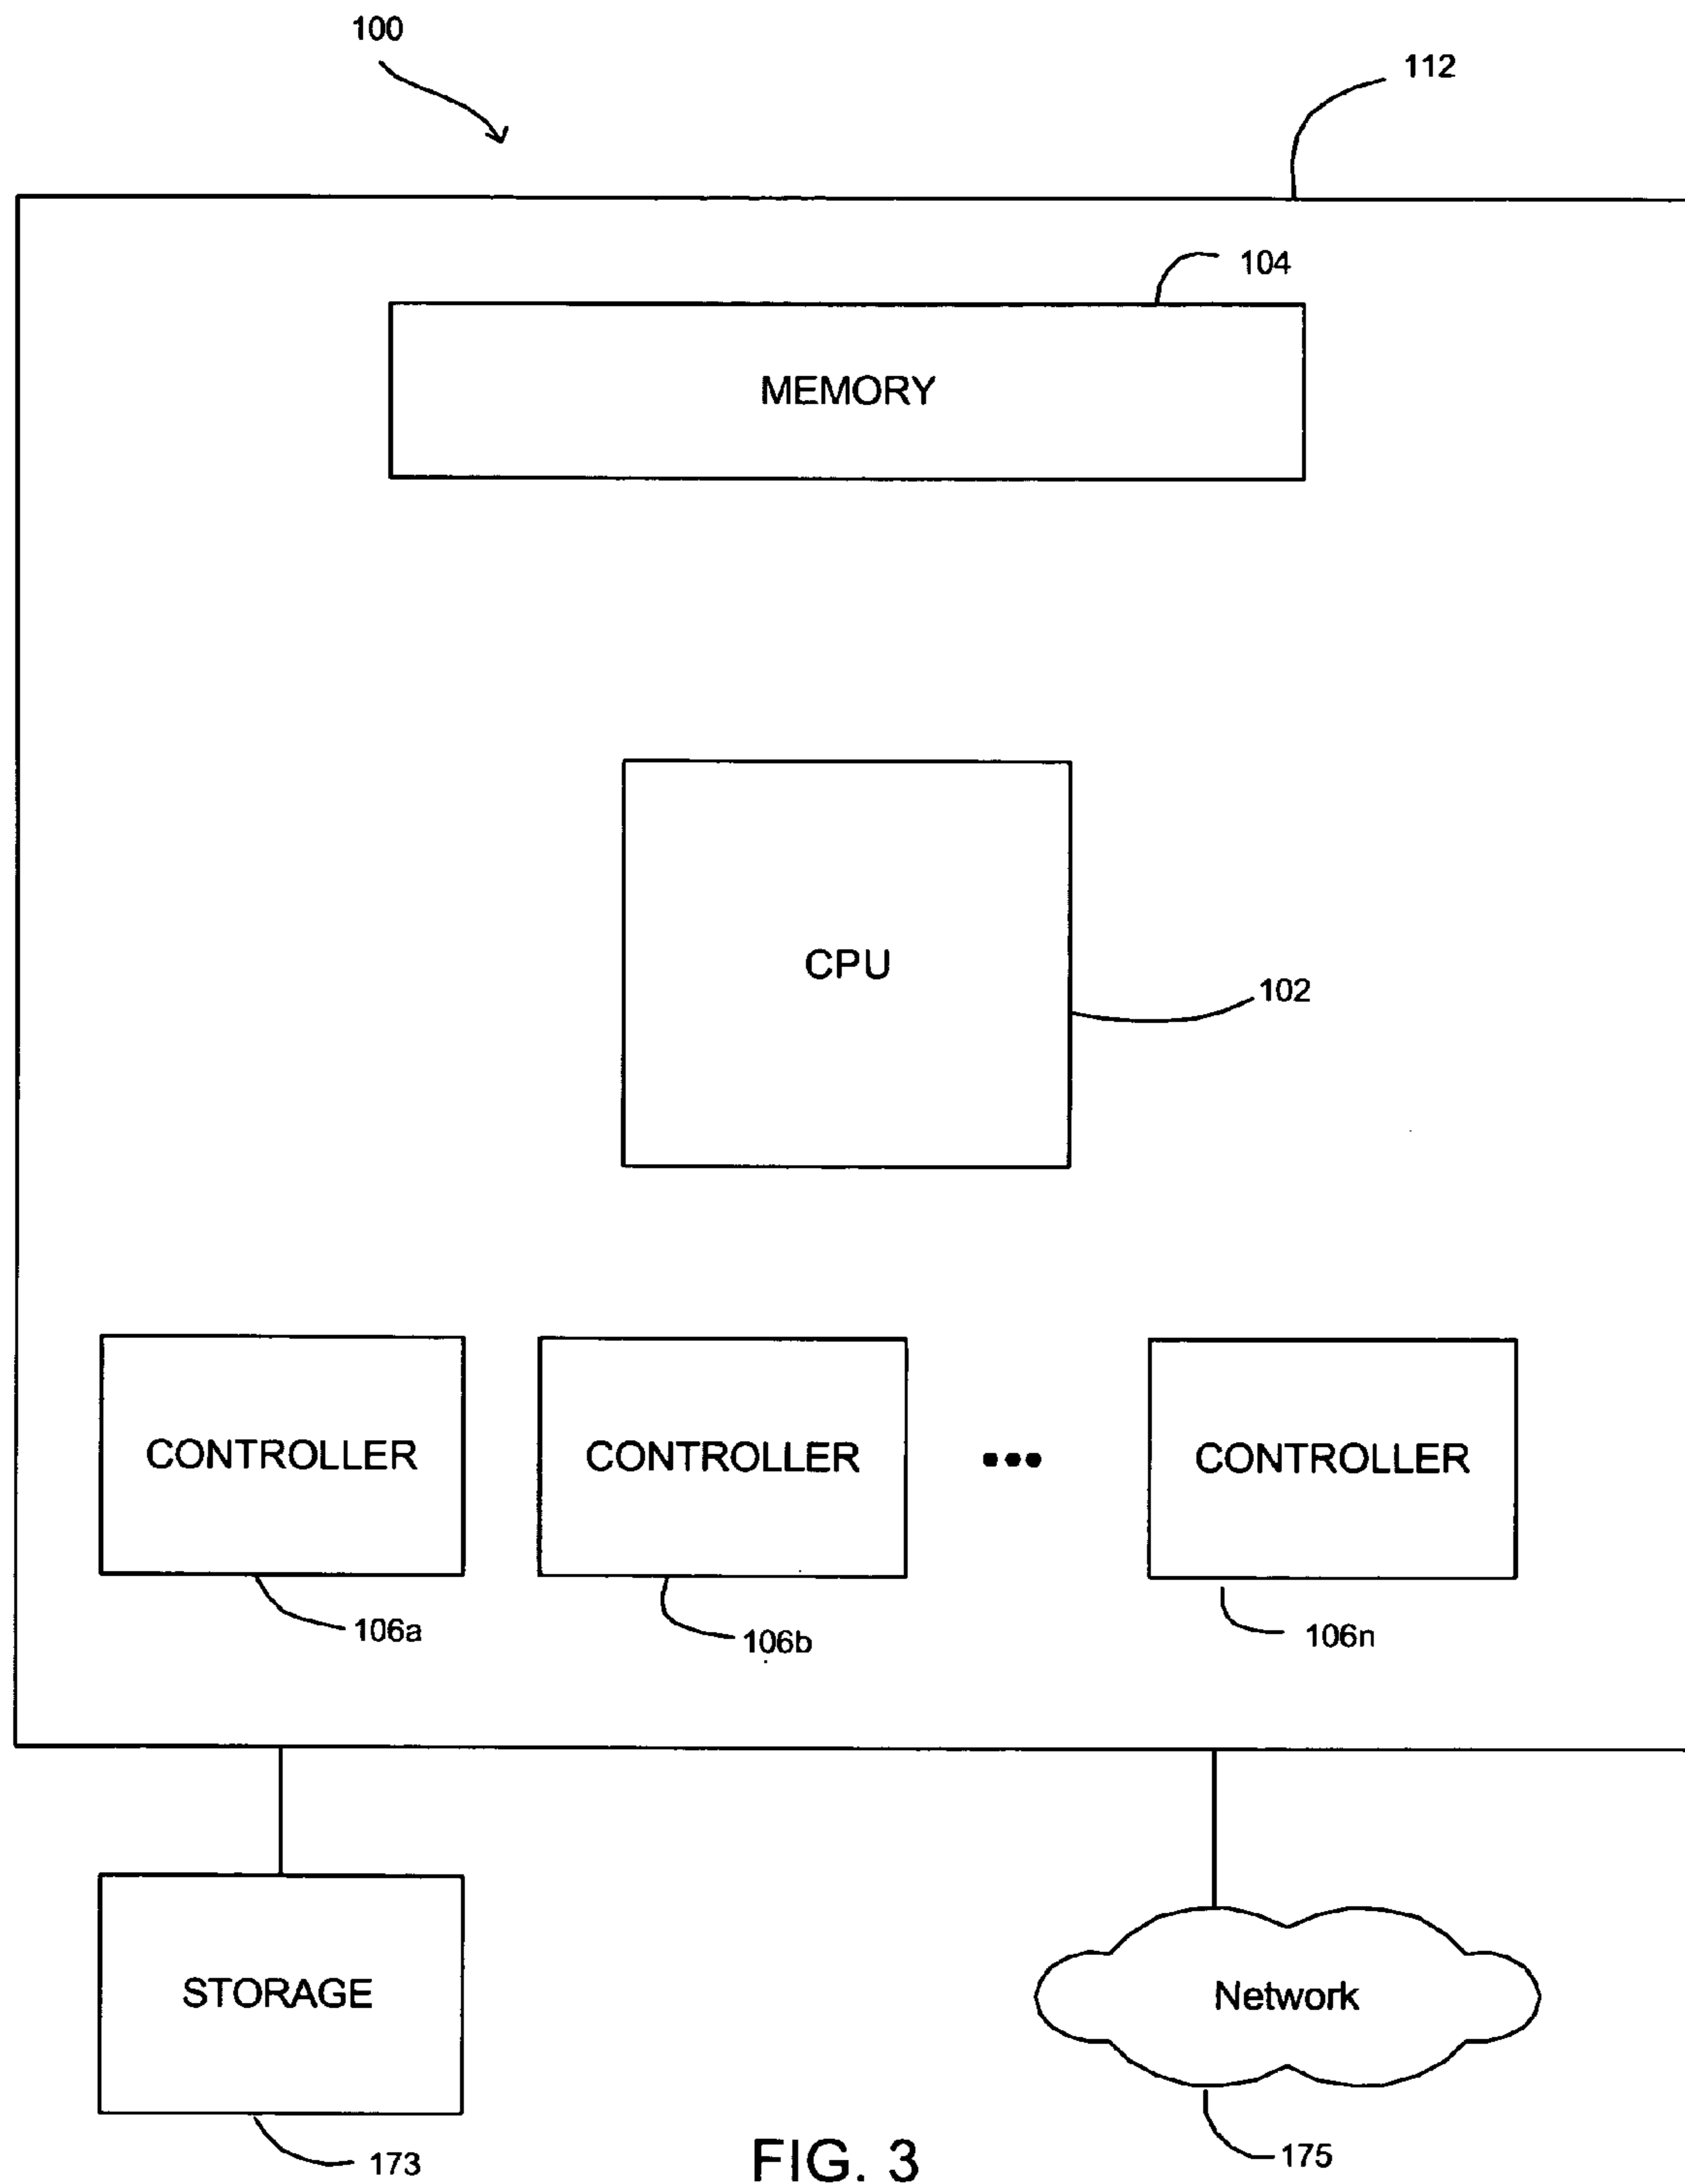 100
112
104
MEMORY
CPU
102
CONTROLLER
CONTROLLER
•••
CONTROLLER
106a
106b
106n
STORAGE
Network
173
175
FIG. 3